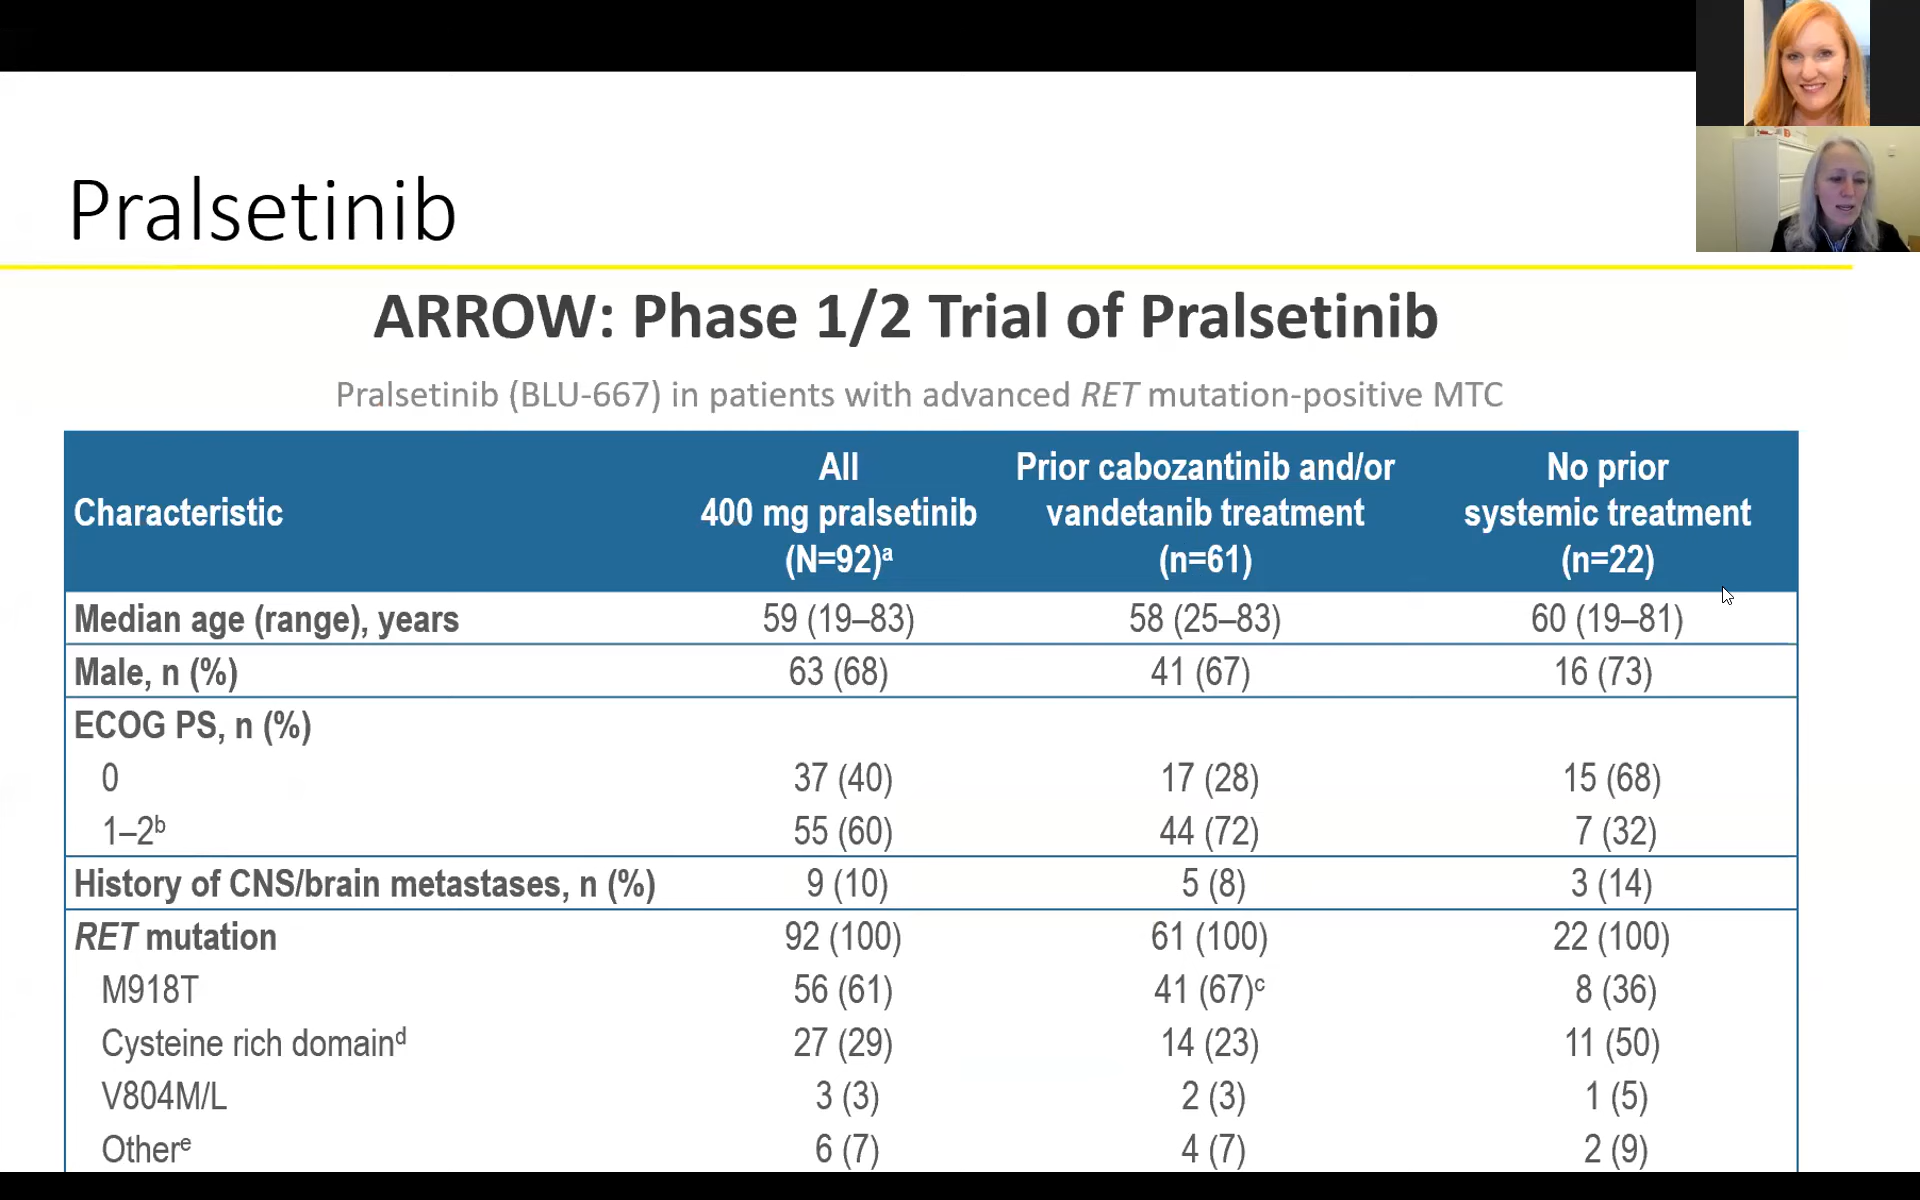 Pralsetinib
ARROW: Phase 1/2 Trial of Pralsetinib
Pralsetinib (BLU-667) in patients with advanced RET mutation-positive MTC
Characteristic
All
400 mg pralsetinib
(N=92)ᵃ
Prior cabozantinib and/or
vandetanib treatment
(n=61)
No prior
systemic treatment
(n=22)
Median age (range), years 59 (19–83) 58 (25–83) 60 (19–81)
Male, n (%) 63 (68) 41 (67) 16 (73)
ECOG PS, n (%)
0 37 (40) 17 (28) 15 (68)
1–2ᵇ 55 (60) 44 (72) 7 (32)
History of CNS/brain metastases, n (%) 9 (10) 5 (8) 3 (14)
RET mutation 92 (100) 61 (100) 22 (100)
M918T 56 (61) 41 (67)ᶜ 8 (36)
Cysteine rich domainᵈ 27 (29) 14 (23) 11 (50)
V804M/L 3 (3) 2 (3) 1 (5)
Otherᵉ 6 (7) 4 (7) 2 (9)